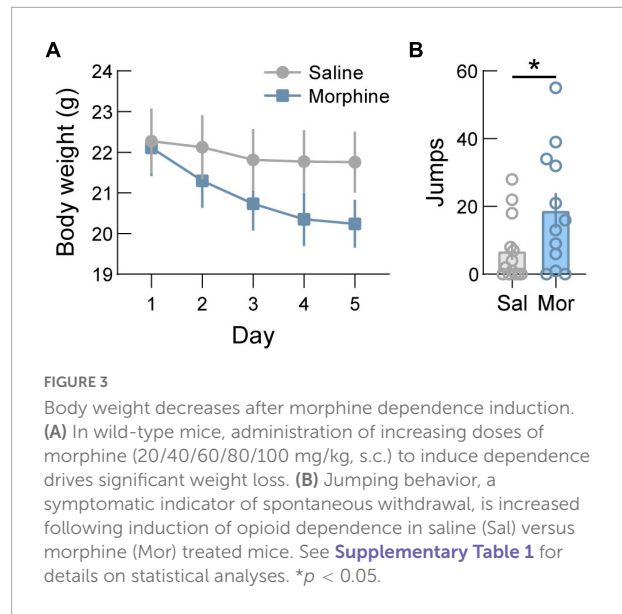 A
B
24
23
22
21
20
19
Body weight (g)
Saline
Morphine
1 2 3 4 5
Day
*
60
40
20
0
Jumps
Sal Mor
FIGURE 3
Body weight decreases after morphine dependence induction.
(A) In wild-type mice, administration of increasing doses of
morphine (20/40/60/80/100 mg/kg, s.c.) to induce dependence
drives significant weight loss. (B) Jumping behavior, a
symptomatic indicator of spontaneous withdrawal, is increased
following induction of opioid dependence in saline (Sal) versus
morphine (Mor) treated mice. See Supplementary Table 1 for
details on statistical analyses. *p < 0.05.